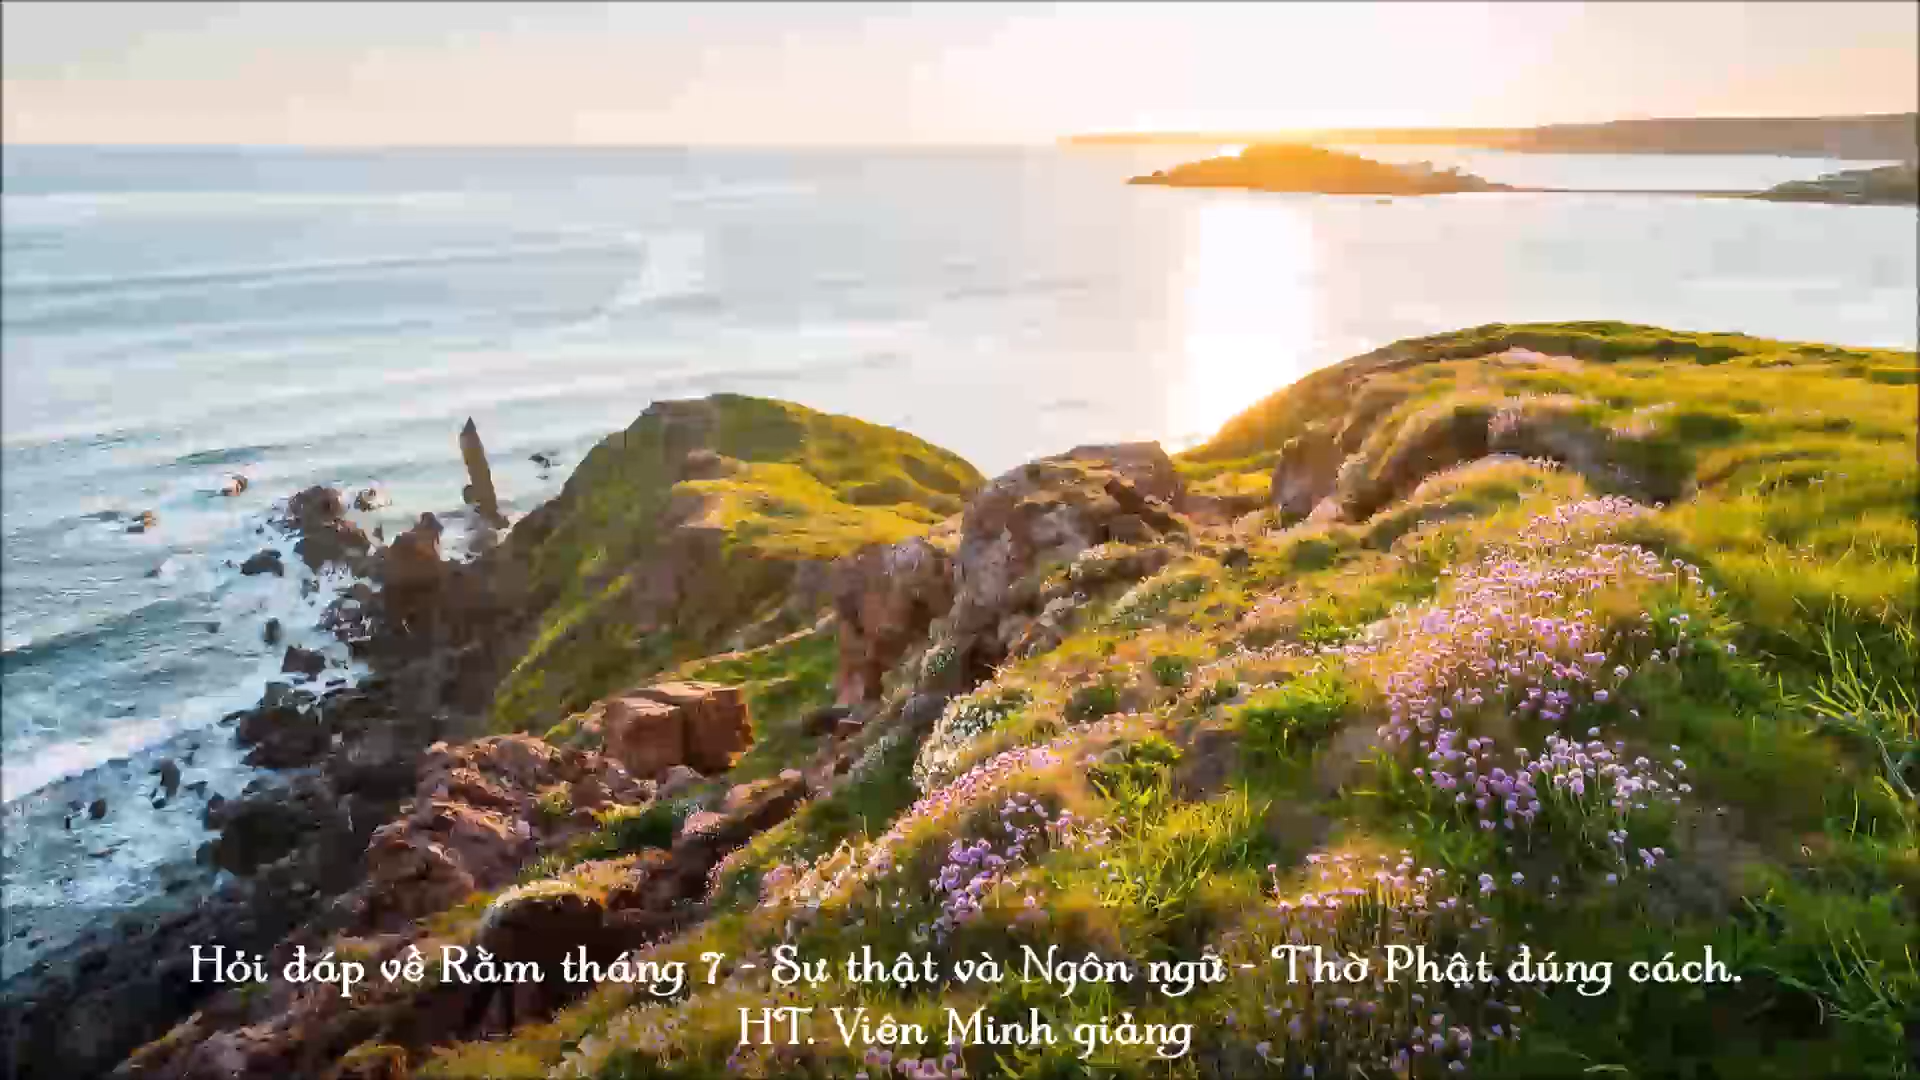 Hỏi đáp về Rằm tháng 7 - Sự thật và Ngôn ngữ - Thờ Phật đúng cách.
HT. Viên Minh giảng